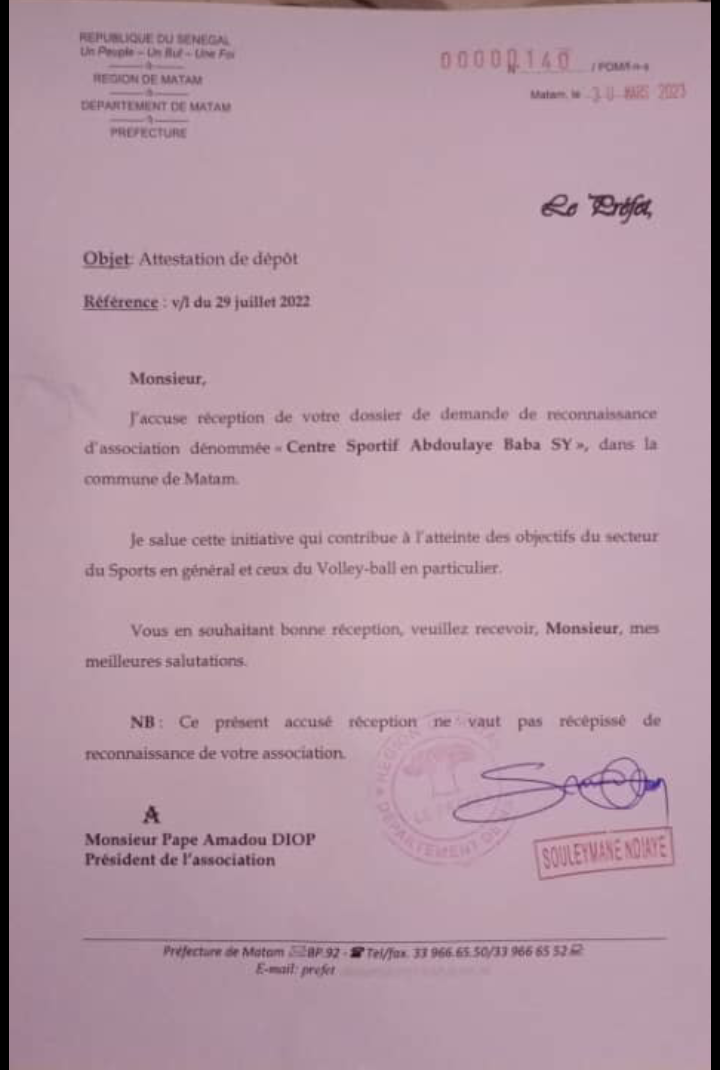 REPUBLIQUE DU SENEGAL
Un Peuple – Un But – Une Foi
REGION DE MATAM
DEPARTEMENT DE MATAM
PREFECTURE
00000140
Matam, le 30 MARS 2023
Le Préfet,
Objet: Attestation de dépôt
Référence : v/l du 29 juillet 2022
Monsieur,
J'accuse réception de votre dossier de demande de reconnaissance
d'association dénommée « Centre Sportif Abdoulaye Baba SY », dans la
commune de Matam.
Je salue cette initiative qui contribue à l'atteinte des objectifs du secteur
du Sports en général et ceux du Volley-ball en particulier.
Vous en souhaitant bonne réception, veuillez recevoir, Monsieur, mes
meilleures salutations.
NB : Ce présent accusé réception ne vaut pas récépissé de
reconnaissance de votre association.
REGION
DEPARTEMENT DE
SOULEYMANE NDIAYE
A
Monsieur Pape Amadou DIOP
Président de l'association
Préfecture de Matam BP.92 - Tel/fax. 33 966.65.50/33 966 65 52
E-mail: prefet